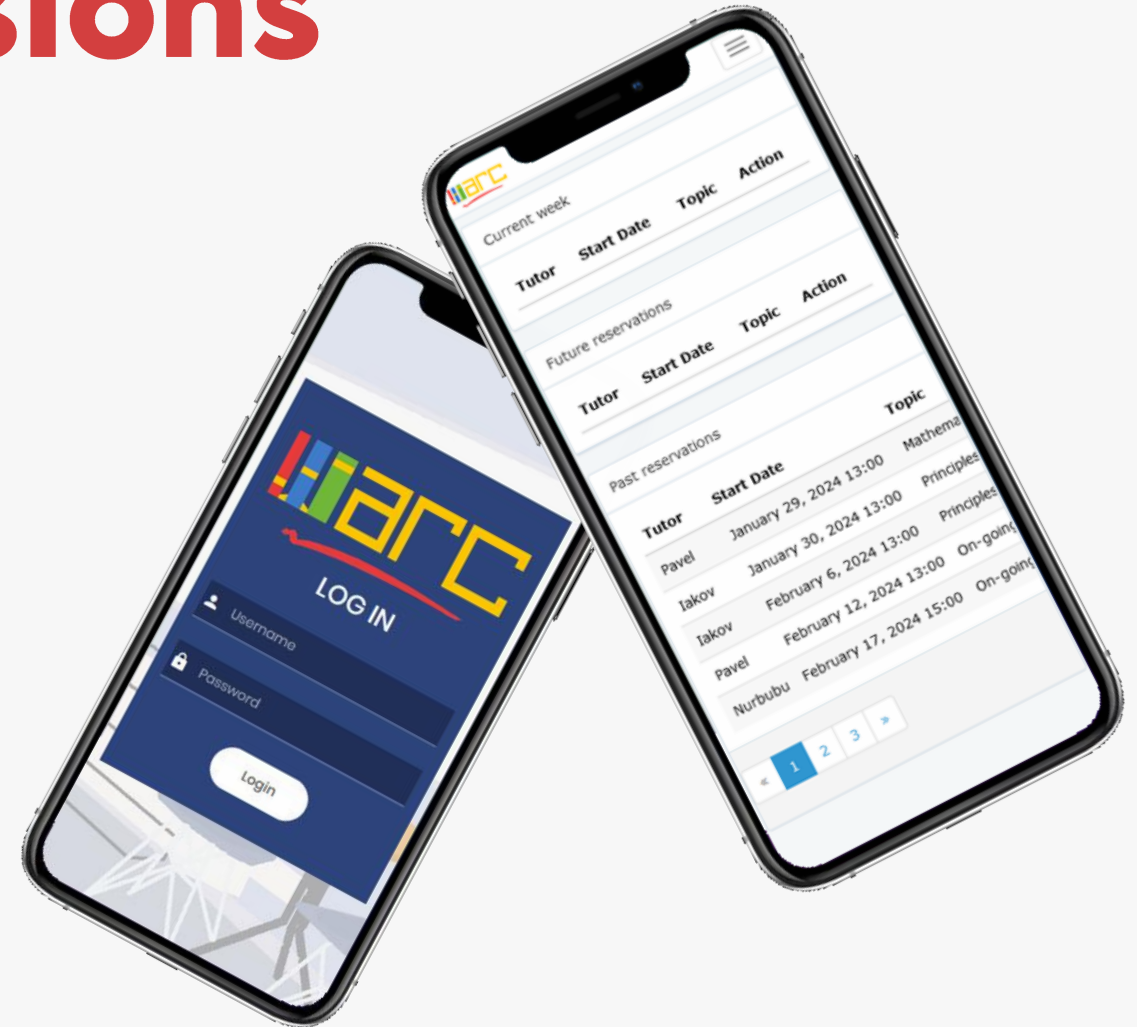 sions
arc
LOG IN
Username
Password
Login
arc
Current week
Tutor Start Date Topic Action
Future reservations
Tutor Start Date Topic Action
Past reservations
Tutor Start Date Topic
Pavel January 29, 2024 13:00 Mathema
Iakov January 30, 2024 13:00 Principles
Iakov February 6, 2024 13:00 Principles
Pavel February 12, 2024 13:00 On-going
Nurbubu February 17, 2024 15:00 On-going
« 1 2 3 »